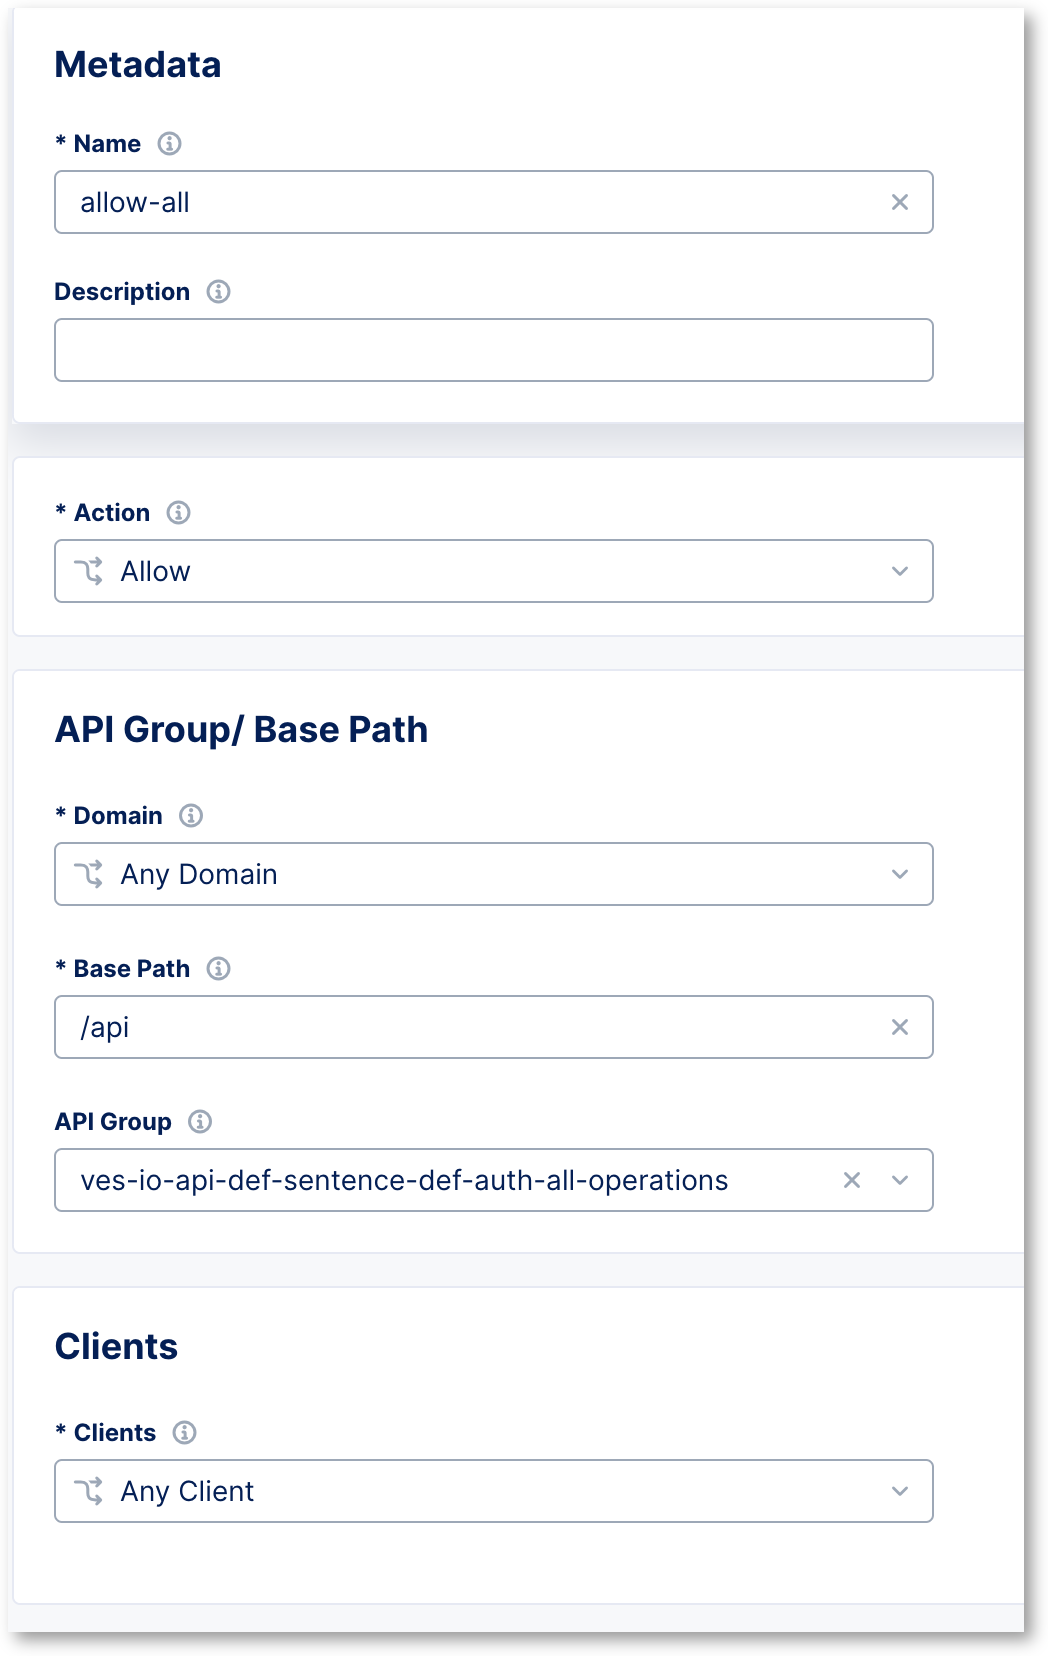 Metadata
* Name
allow-all
Description
* Action
Allow
API Group/ Base Path
* Domain
Any Domain
* Base Path
/api
API Group
ves-io-api-def-sentence-def-auth-all-operations
Clients
* Clients
Any Client